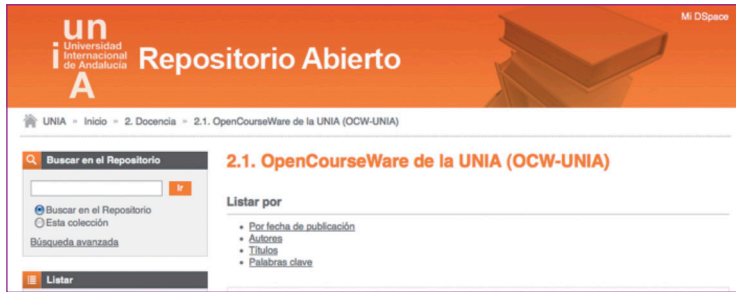 Mi DSpace
un
i Universidad
Internacional
de Andalucía
A
Repositorio Abierto
UNIA » Inicio » 2. Docencia » 2.1. OpenCourseWare de la UNIA (OCW-UNIA)
Buscar en el Repositorio
Ir
Buscar en el Repositorio
Esta colección
Búsqueda avanzada
Listar
2.1. OpenCourseWare de la UNIA (OCW-UNIA)
Listar por
• Por fecha de publicación
• Autores
• Títulos
• Palabras clave